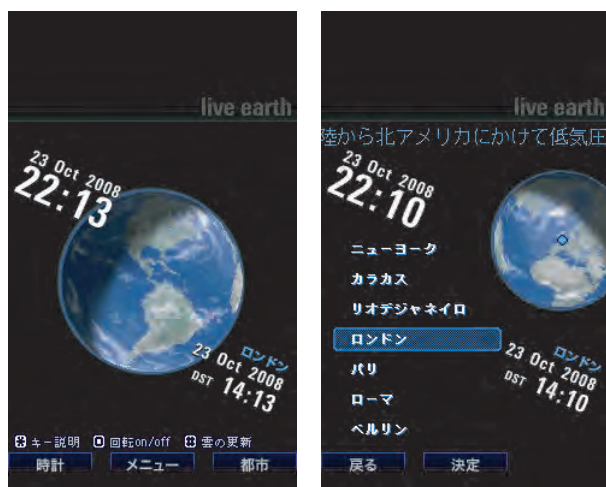 live earth
23 Oct 2008
22:13
ロンドン
23 Oct 2008
DST 14:13
キー説明 回転on/off 雲の更新
時計 メニュー 都市
live earth
陸から北アメリカにかけて低気圧
23 Oct 2008
22:10
ニューヨーク
カラカス
リオデジャネイロ
ロンドン
パリ
ローマ
ベルリン
ロンドン
23 Oct 2008
DST 14:10
戻る 決定